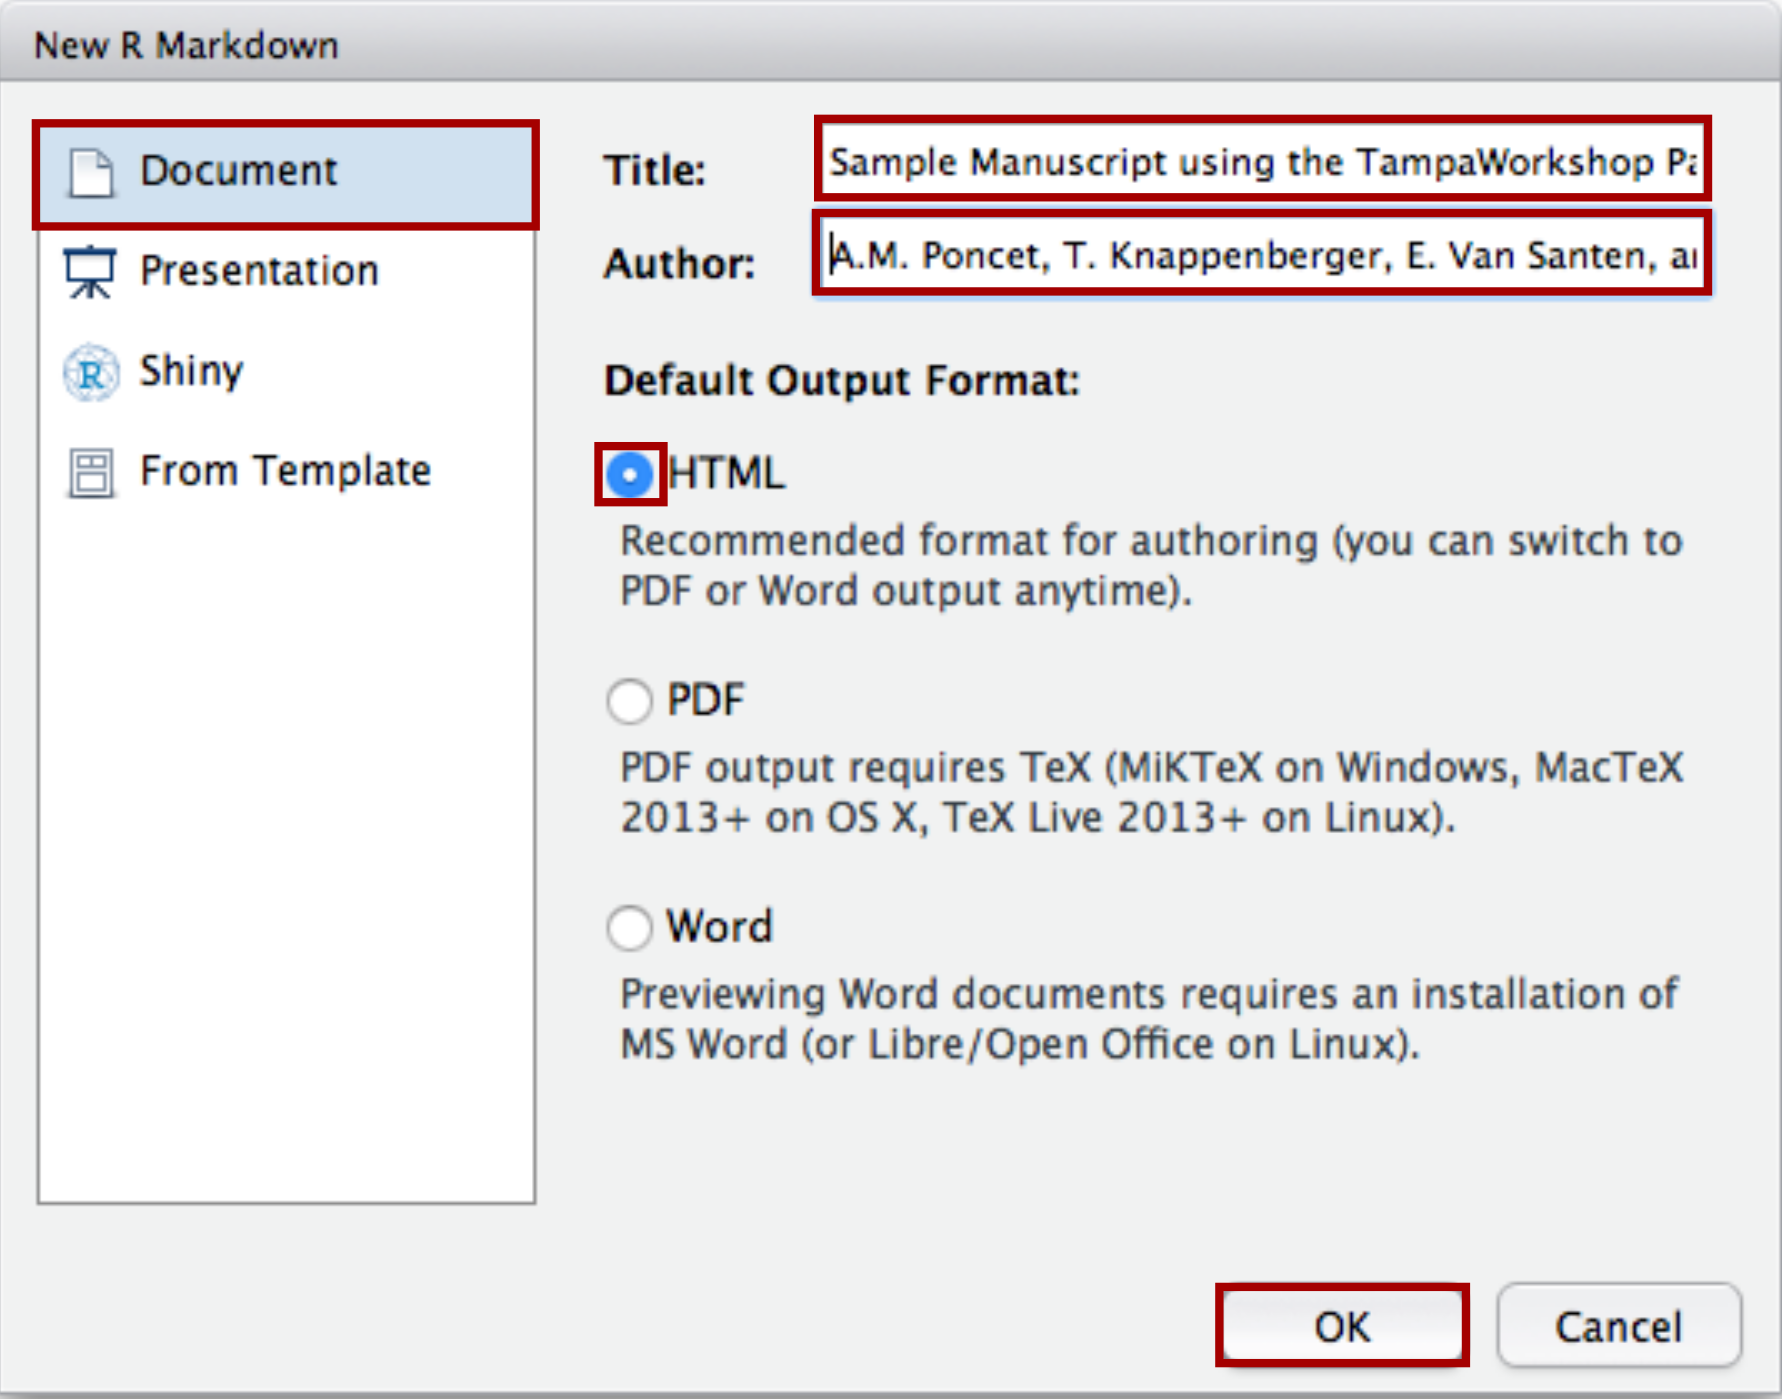 New R Markdown
Document
Presentation
Shiny
From Template
Title:
Sample Manuscript using the TampaWorkshop
Author:
A.M. Poncet, T. Knappenberger, E. Van Santen,
Default Output Format:
HTML
Recommended format for authoring (you can switch to
PDF or Word output anytime).
PDF
PDF output requires TeX (MiKTeX on Windows, MacTeX
2013+ on OS X, TeX Live 2013+ on Linux).
Word
Previewing Word documents requires an installation of
MS Word (or Libre/Open Office on Linux).
OK
Cancel